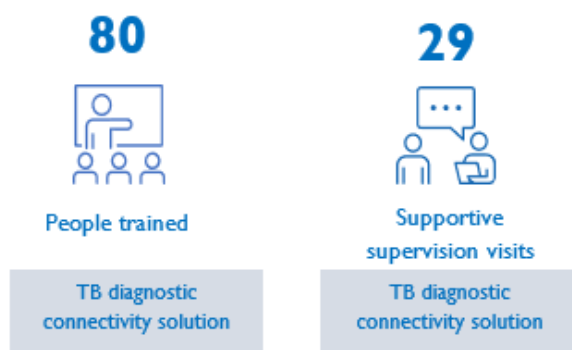 80
People trained
TB diagnostic
connectivity solution
29
Supportive
supervision visits
TB diagnostic
connectivity solution